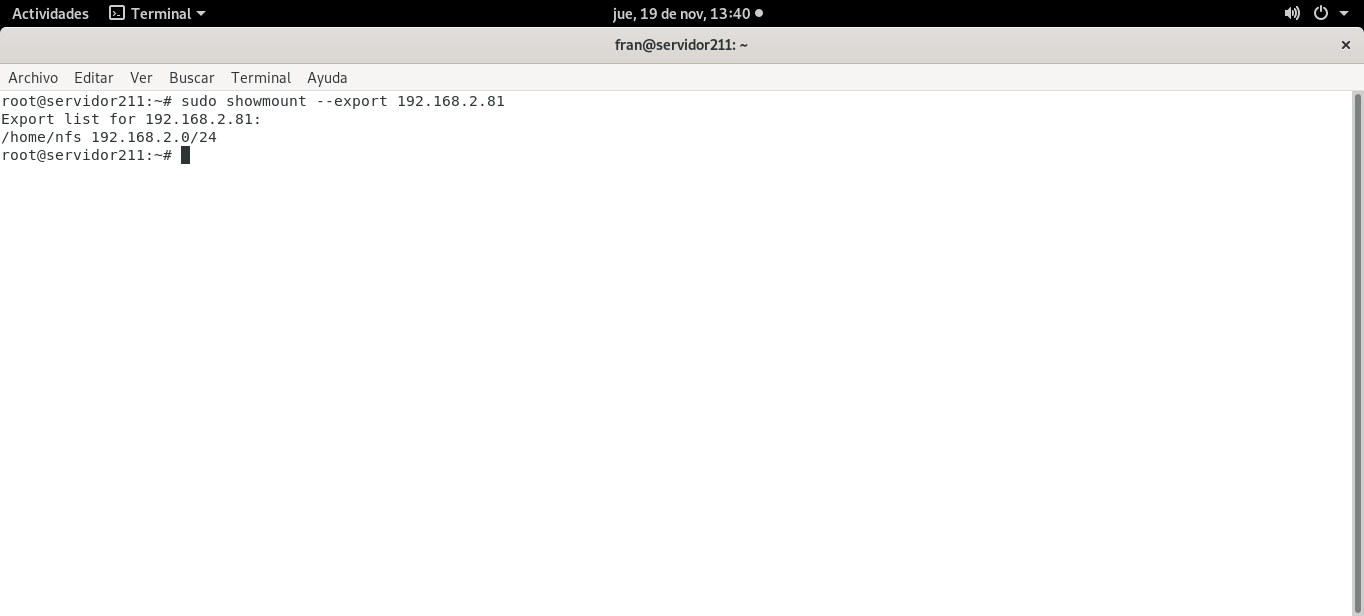 Actividades Terminal jue, 19 de nov, 13:40
fran@servidor211: ~
Archivo Editar Ver Buscar Terminal Ayuda
root@servidor211:~# sudo showmount --export 192.168.2.81
Export list for 192.168.2.81:
/home/nfs 192.168.2.0/24
root@servidor211:~#